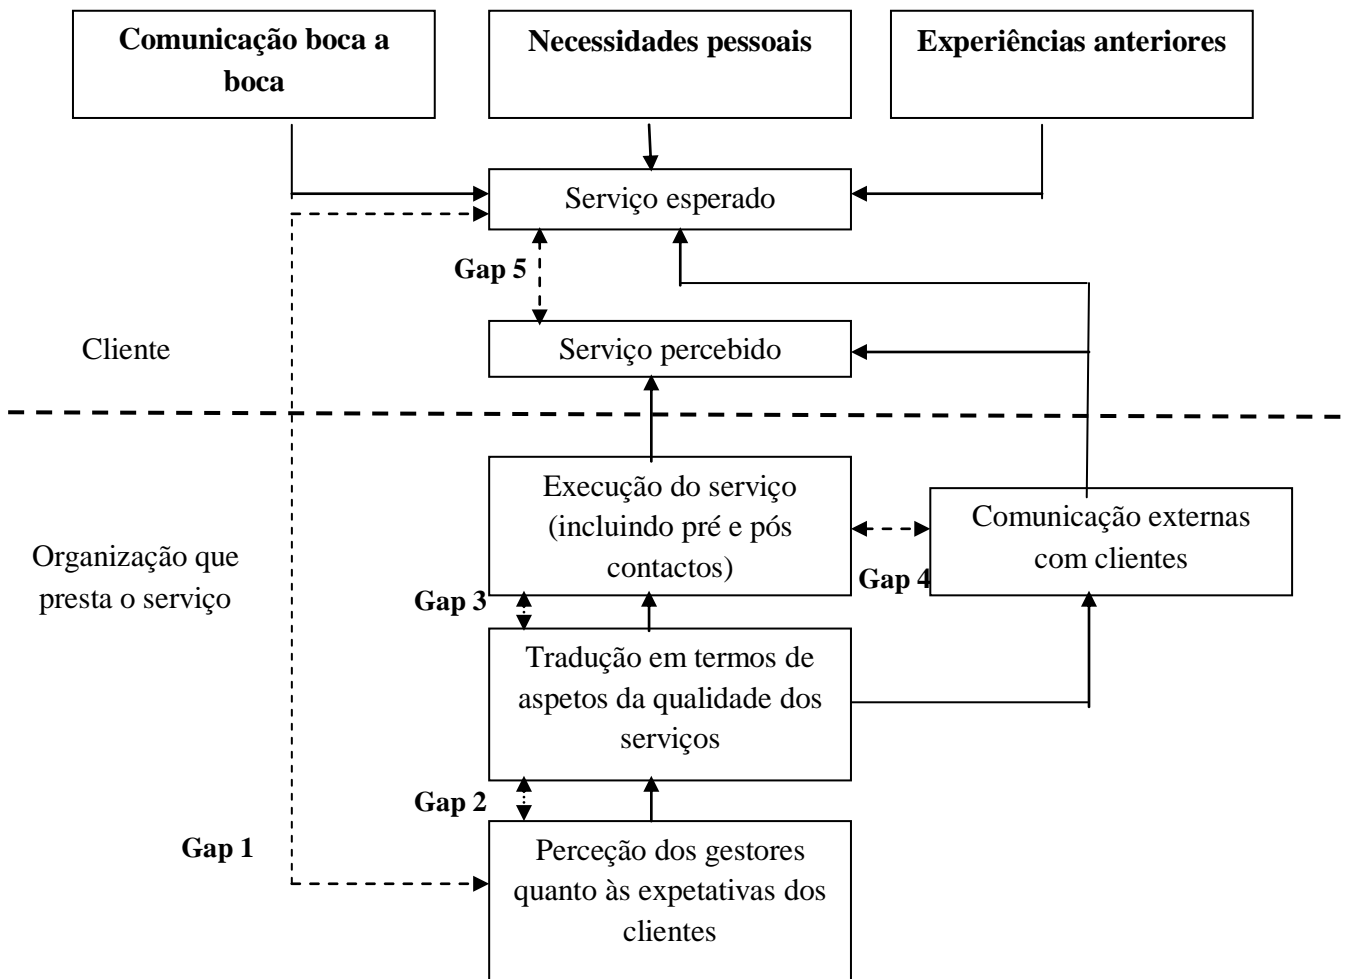 Comunicação boca a
boca
Necessidades pessoais
Experiências anteriores
Serviço esperado
Gap 5
Serviço percebido
Cliente
Execução do serviço
(incluindo pré e pós
contactos)
Comunicação externas
com clientes
Organização que
presta o serviço
Gap 4
Gap 3
Tradução em termos de
aspetos da qualidade dos
serviços
Gap 2
Gap 1
Perceção dos gestores
quanto às expetativas dos
clientes